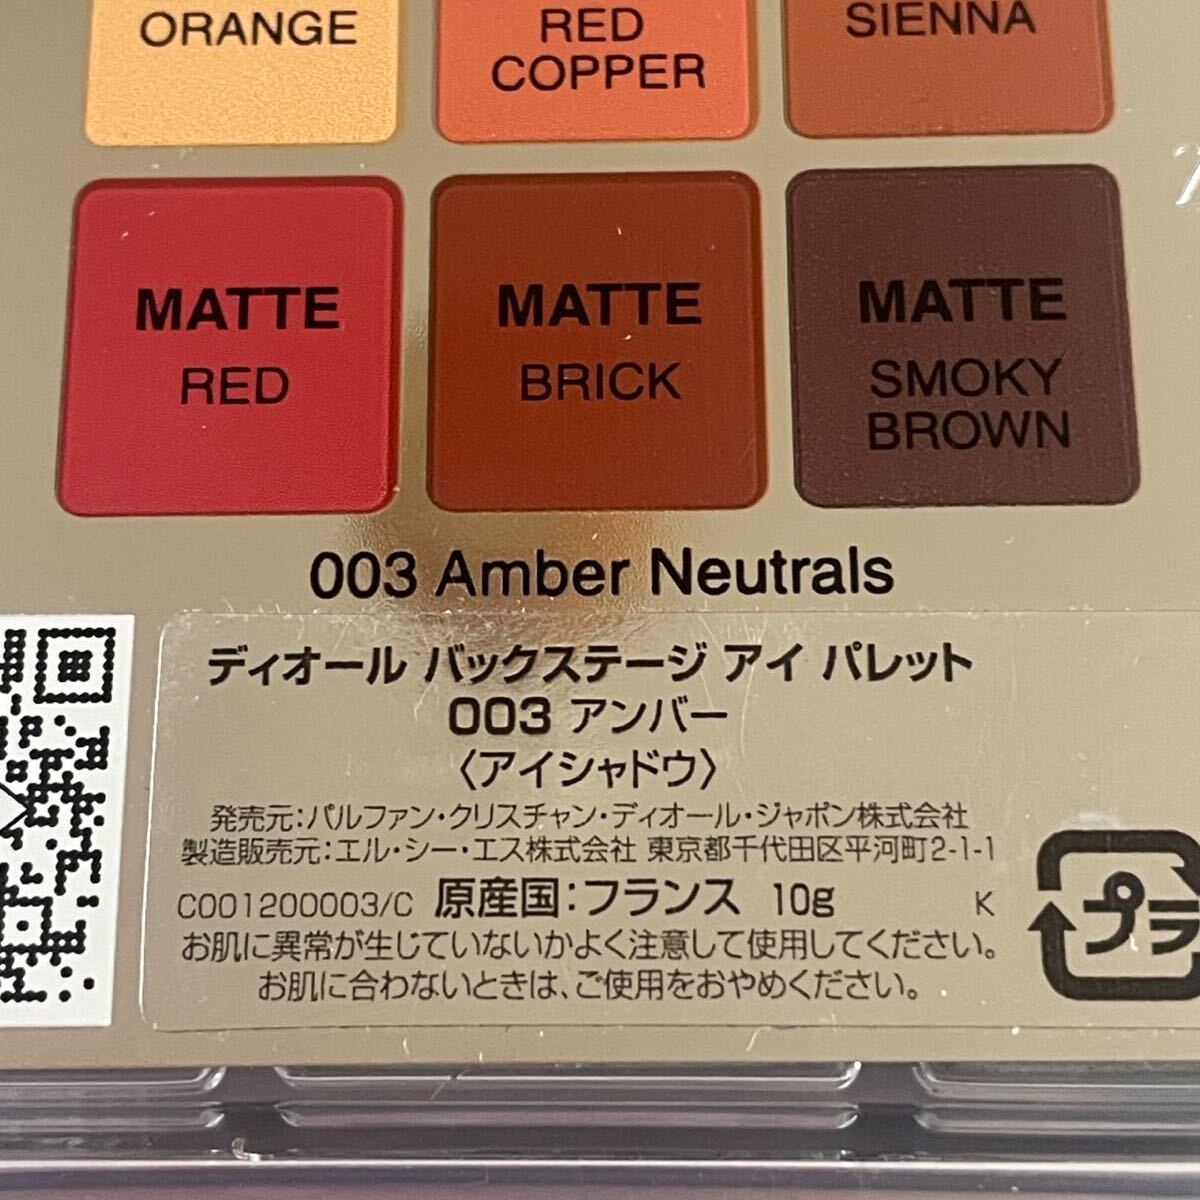 ORANGE
RED
COPPER
SIENNA
MATTE
RED
MATTE
BRICK
MATTE
SMOKY
BROWN
003 Amber Neutrals
ディオール バックステージ アイ パレット
003 アンバー
〈アイシャドウ〉
発売元:パルファン・クリスチャン・ディオール・ジャポン株式会社
製造販売元:エル・シー・エス株式会社 東京都千代田区平河町2-1-1
C001200003/C 原産国:フランス 10g K
お肌に異常が生じていないかよく注意して使用してください。
お肌に合わないときは、ご使用をおやめください。
プラ